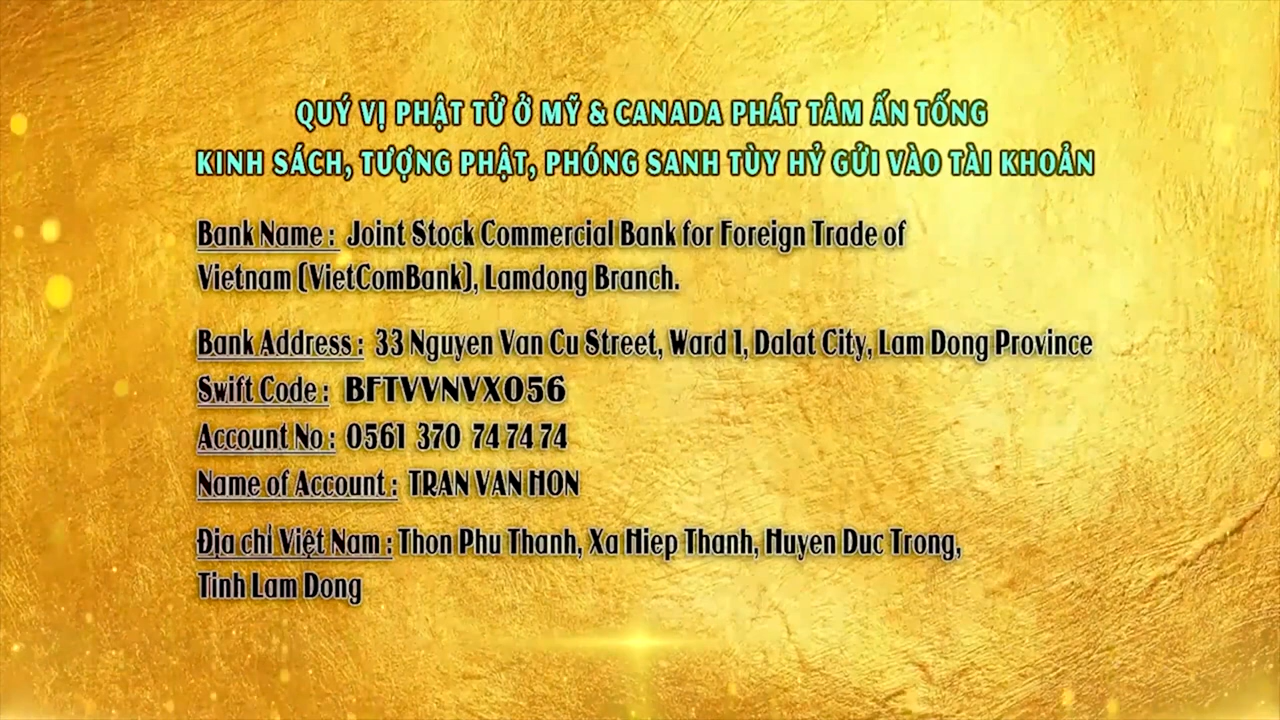 QUÝ VỊ PHẬT TỬ Ở MỸ & CANADA PHÁT TÂM ẤN TỐNG
KINH SÁCH, TƯỢNG PHẬT, PHÓNG SANH TÙY HỶ GỬI VÀO TÀI KHOẢN
Bank Name : Joint Stock Commercial Bank for Foreign Trade of
Vietnam (VietComBank), Lamdong Branch.
Bank Address : 33 Nguyen Van Cu Street, Ward 1, Dalat City, Lam Dong Province
Swift Code : BFTVVNVX056
Account No : 0561 370 74 74 74
Name of Account : TRAN VAN HON
Địa chỉ Việt Nam : Thon Phu Thanh, Xa Hiep Thanh, Huyen Duc Trong,
Tinh Lam Dong